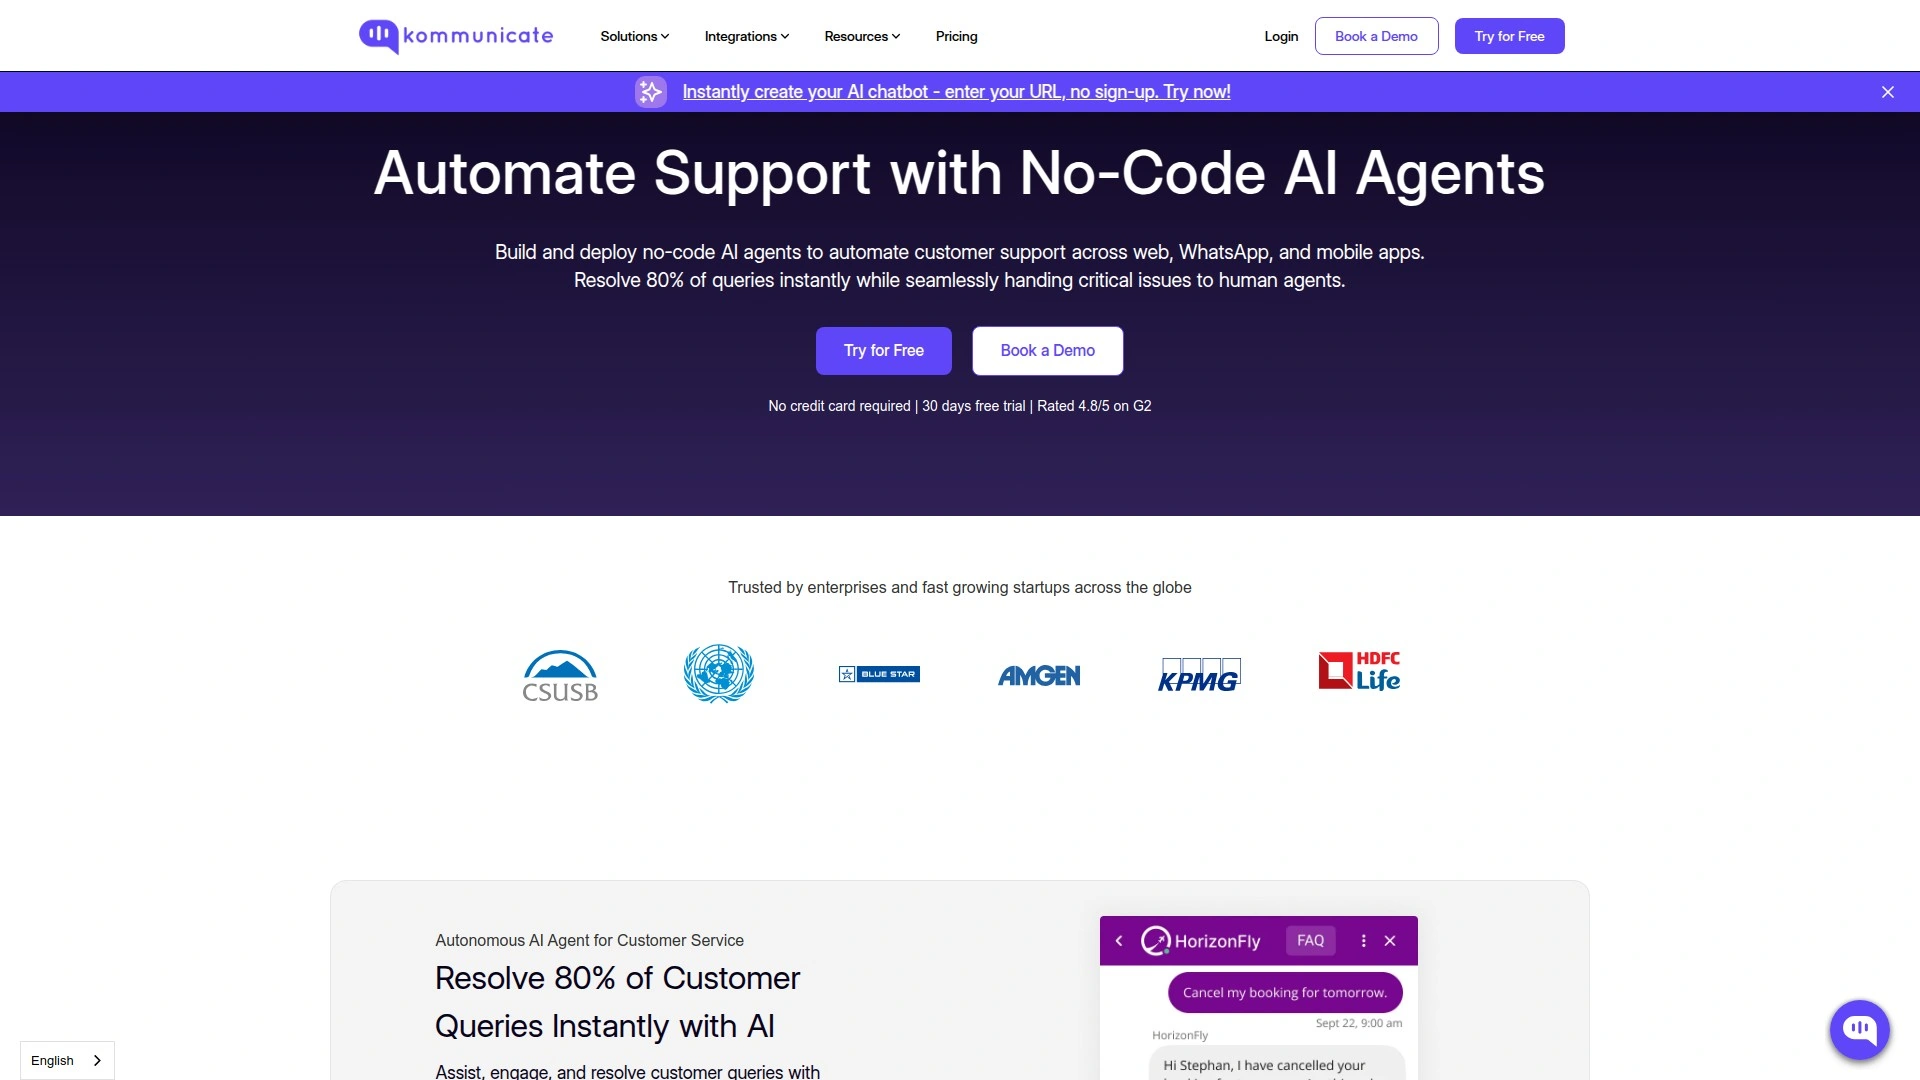 kommunicate
Solutions
Integrations
Resources
Pricing
Login
Book a Demo
Try for Free
Instantly create your AI chatbot - enter your URL, no sign-up. Try now!
Automate Support with No-Code AI Agents
Build and deploy no-code AI agents to automate customer support across web, WhatsApp, and mobile apps.
Resolve 80% of queries instantly while seamlessly handing critical issues to human agents.
Try for Free
Book a Demo
No credit card required | 30 days free trial | Rated 4.8/5 on G2
Trusted by enterprises and fast growing startups across the globe
CSUSB
BLUE STAR
AMGEN
KPMG
HDFC
Life
Autonomous AI Agent for Customer Service
Resolve 80% of Customer
Queries Instantly with AI
Assist, engage, and resolve customer queries with
HorizonFly
FAQ
Cancel my booking for tomorrow.
Sept 22, 9:00 am
HorizonFly
Hi Stephan, I have cancelled your
English